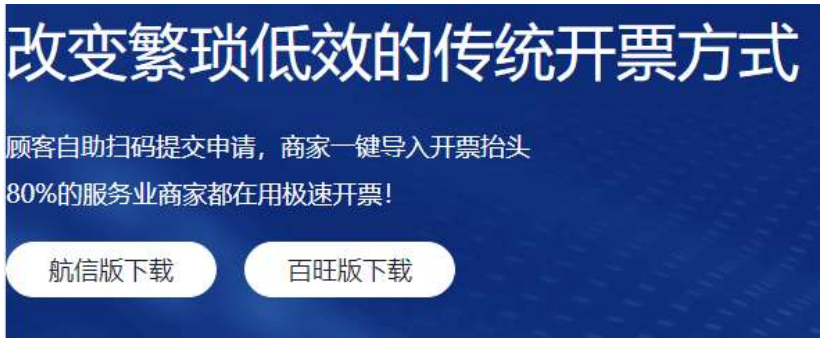 改变繁琐低效的传统开票方式
顾客自助扫码提交申请，商家一键导入开票抬头
80%的服务业商家都在用极速开票！
航信版下载
百旺版下载